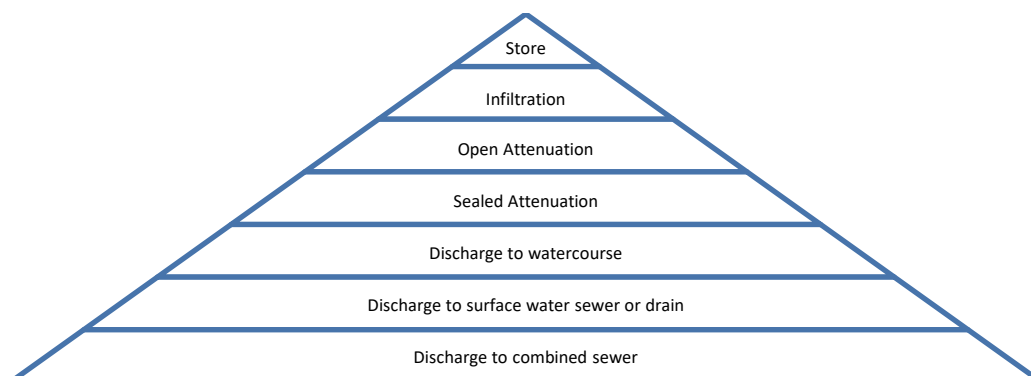 Store
Infiltration
Open Attenuation
Sealed Attenuation
Discharge to watercourse
Discharge to surface water sewer or drain
Discharge to combined sewer